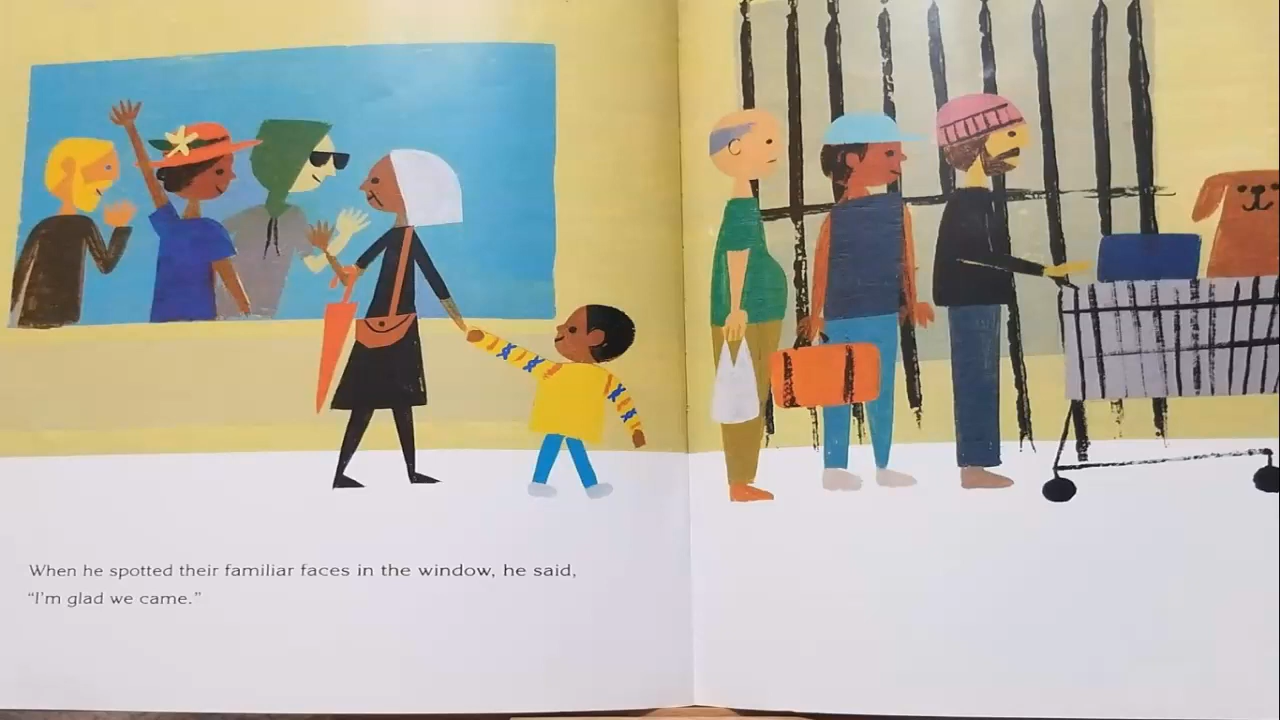 When he spotted their familiar faces in the window, he said,
“I’m glad we came.”